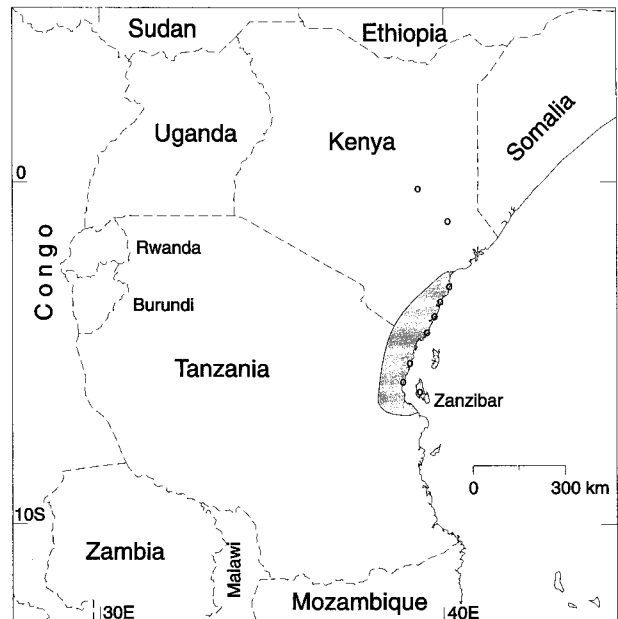 Sudan
Ethiopia
Somalia
Uganda
Kenya
0
Congo
Rwanda
Burundi
Tanzania
Zanzibar
0 300 km
10S
Zambia
Malawi
Mozambique
30E
40E